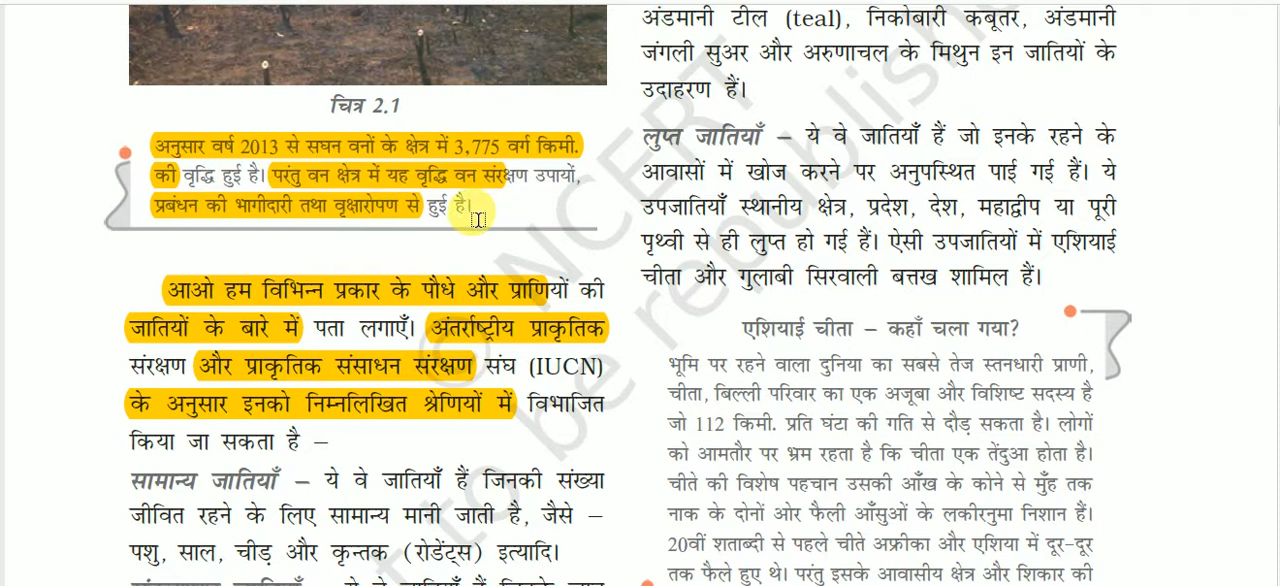 चित्र 2.1
अनुसार वर्ष 2013 से सघन वनों के क्षेत्र में 3,775 वर्ग किमी.
की वृद्धि हुई है। परंतु वन क्षेत्र में यह वृद्धि वन संरक्षण उपायों,
प्रबंधन की भागीदारी तथा वृक्षारोपण से हुई है।
आओ हम विभिन्न प्रकार के पौधे और प्राणियों की
जातियों के बारे में पता लगाएँ। अंतर्राष्ट्रीय प्राकृतिक
संरक्षण और प्राकृतिक संसाधन संरक्षण संघ (IUCN)
के अनुसार इनको निम्नलिखित श्रेणियों में विभाजित
किया जा सकता है –
सामान्य जातियाँ – ये वे जातियाँ हैं जिनकी संख्या
जीवित रहने के लिए सामान्य मानी जाती है, जैसे –
पशु, साल, चीड़ और कृन्तक (रोडेंट्स) इत्यादि।
अंडमानी टील (teal), निकोबारी कबूतर, अंडमानी
जंगली सुअर और अरुणाचल के मिथुन इन जातियों के
उदाहरण हैं।
लुप्त जातियाँ – ये वे जातियाँ हैं जो इनके रहने के
आवासों में खोज करने पर अनुपस्थित पाई गई हैं। ये
उपजातियाँ स्थानीय क्षेत्र, प्रदेश, देश, महाद्वीप या पूरी
पृथ्वी से ही लुप्त हो गई हैं। ऐसी उपजातियों में एशियाई
चीता और गुलाबी सिरवाली बत्तख शामिल हैं।
एशियाई चीता – कहाँ चला गया?
भूमि पर रहने वाला दुनिया का सबसे तेज स्तनधारी प्राणी,
चीता, बिल्ली परिवार का एक अजूबा और विशिष्ट सदस्य है
जो 112 किमी. प्रति घंटा की गति से दौड़ सकता है। लोगों
को आमतौर पर भ्रम रहता है कि चीता एक तेंदुआ होता है।
चीते की विशेष पहचान उसकी आँख के कोने से मुँह तक
नाक के दोनों ओर फैली आँसुओं के लकीरनुमा निशान हैं।
20वीं शताब्दी से पहले चीते अफ्रीका और एशिया में दूर-दूर
तक फैले हुए थे। परंतु इसके आवासीय क्षेत्र और शिकार की
© NCERT
not to be republished